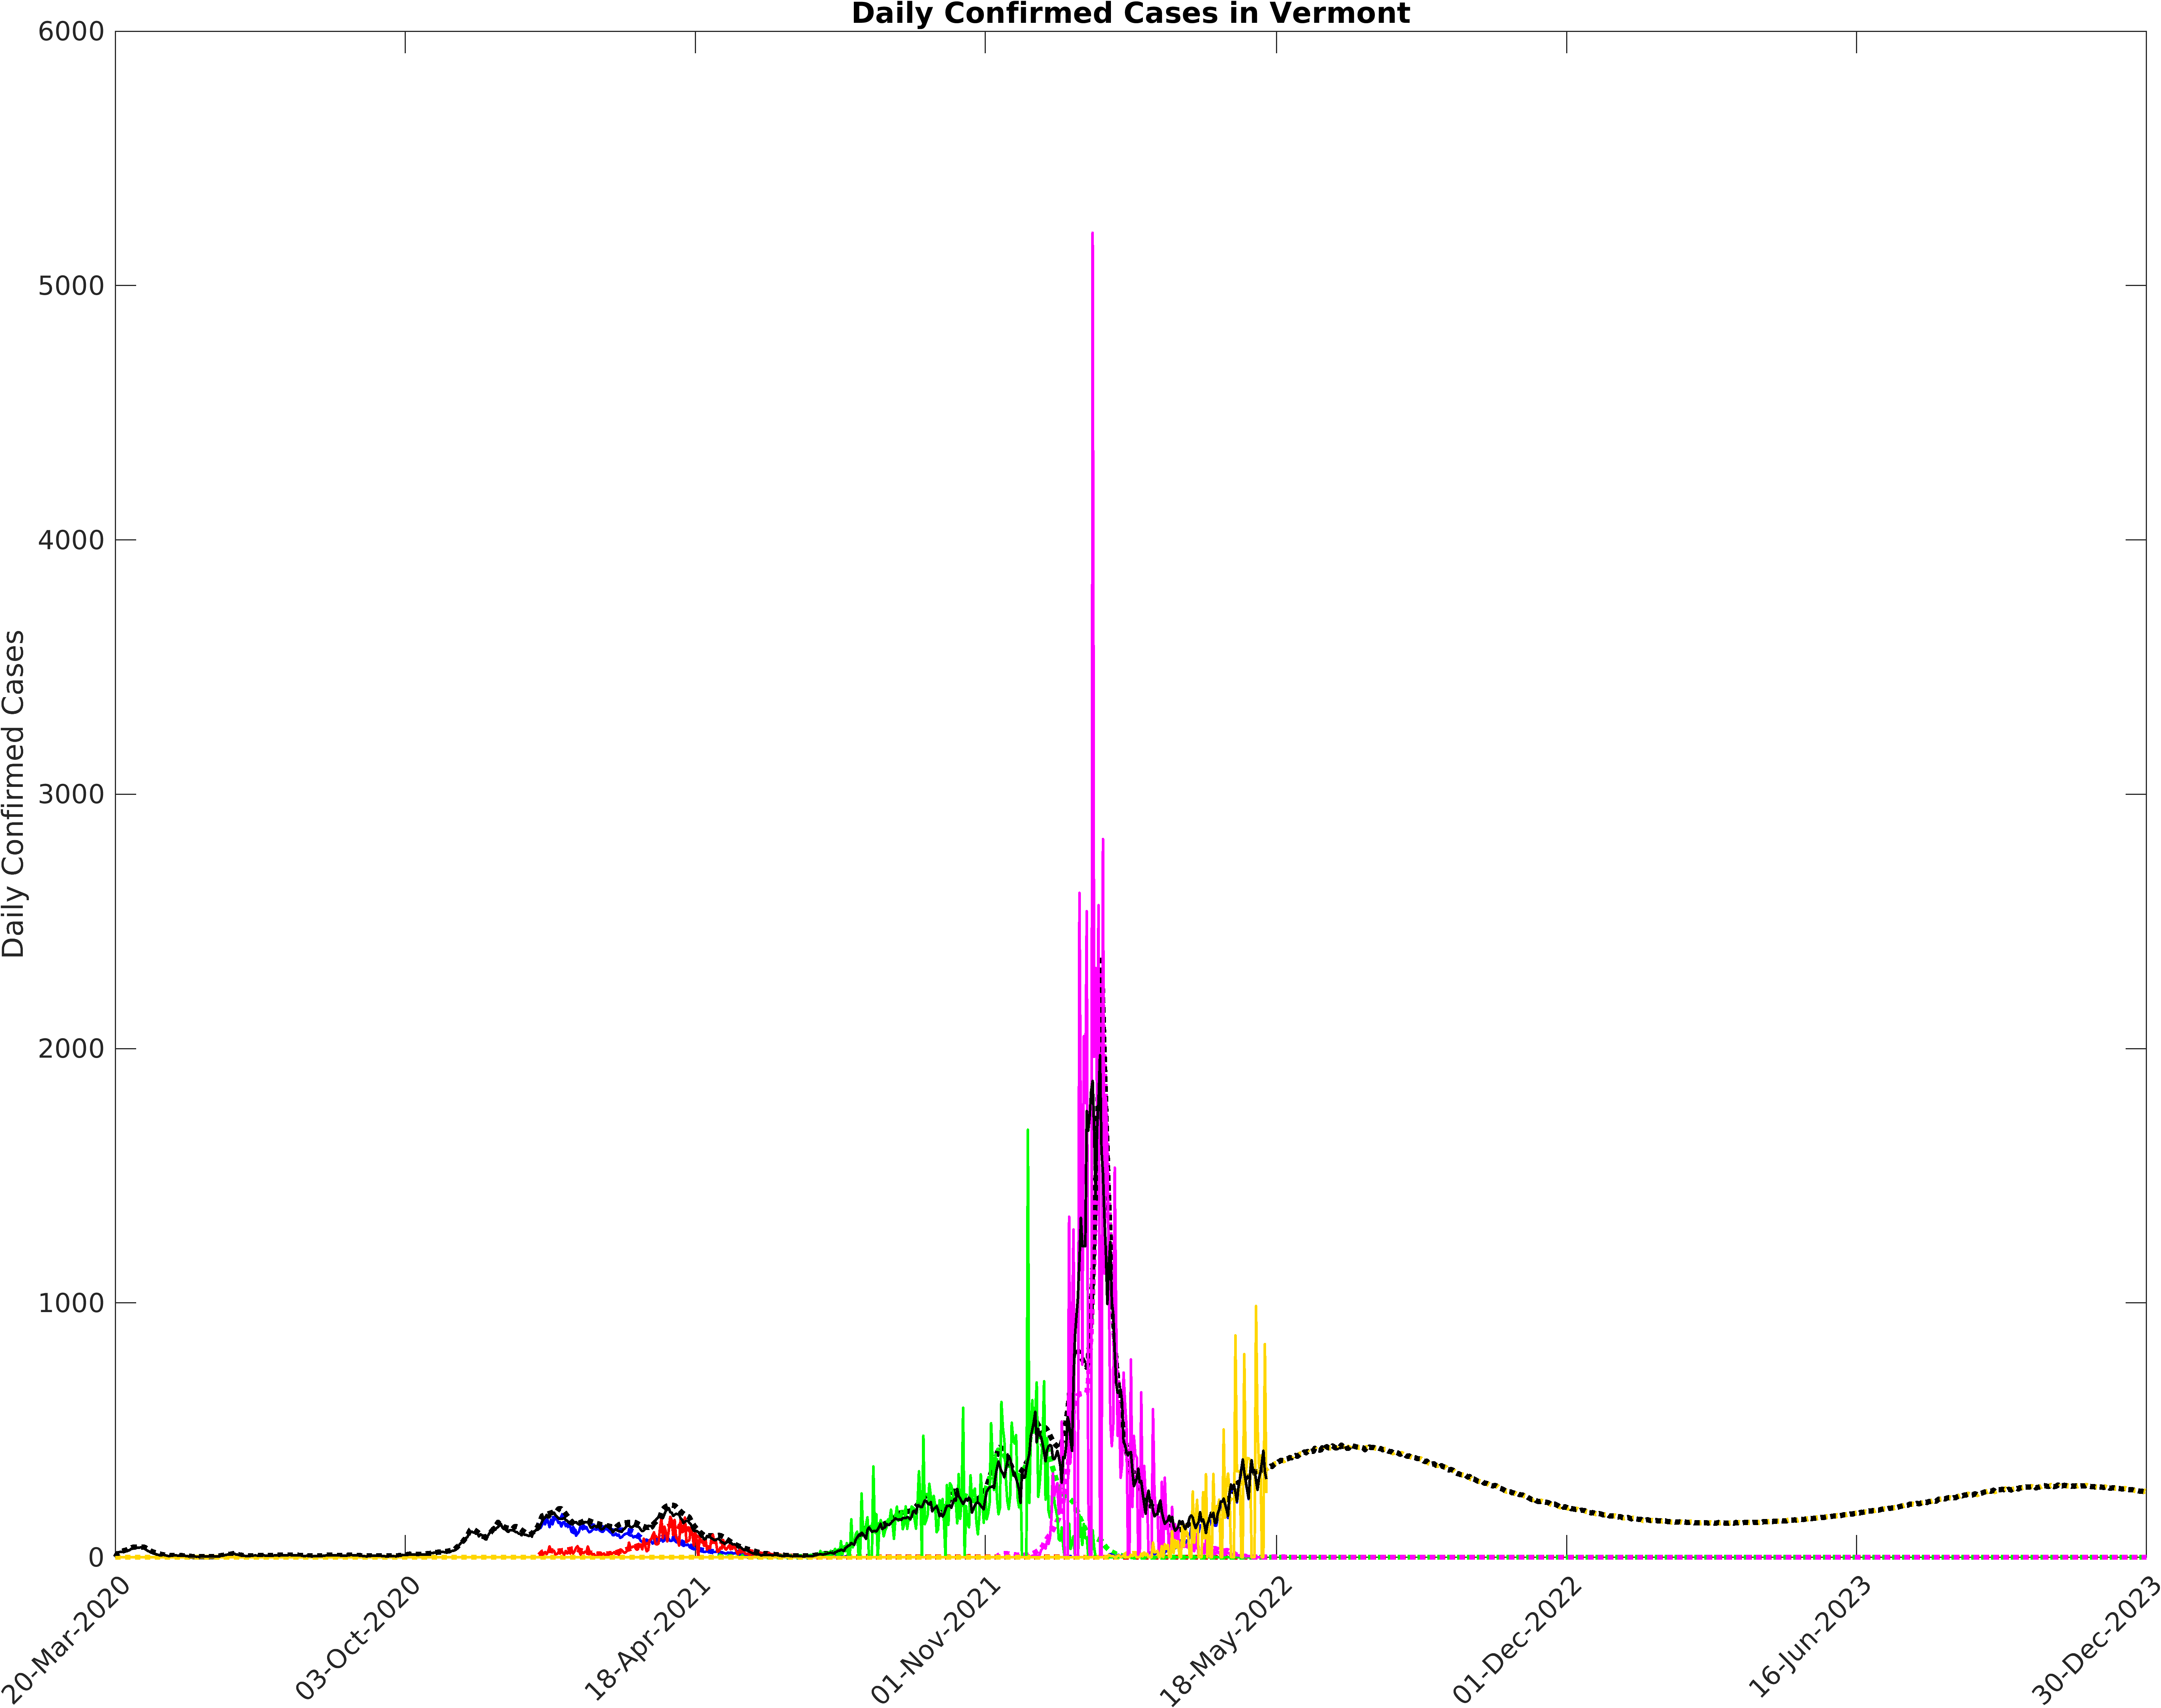 Daily Confirmed Cases in Vermont
6000
5000
4000
3000
2000
1000
0
Daily Confirmed Cases
20-Mar-2020
03-Oct-2020
18-Apr-2021
01-Nov-2021
18-May-2022
01-Dec-2022
16-Jun-2023
30-Dec-2023